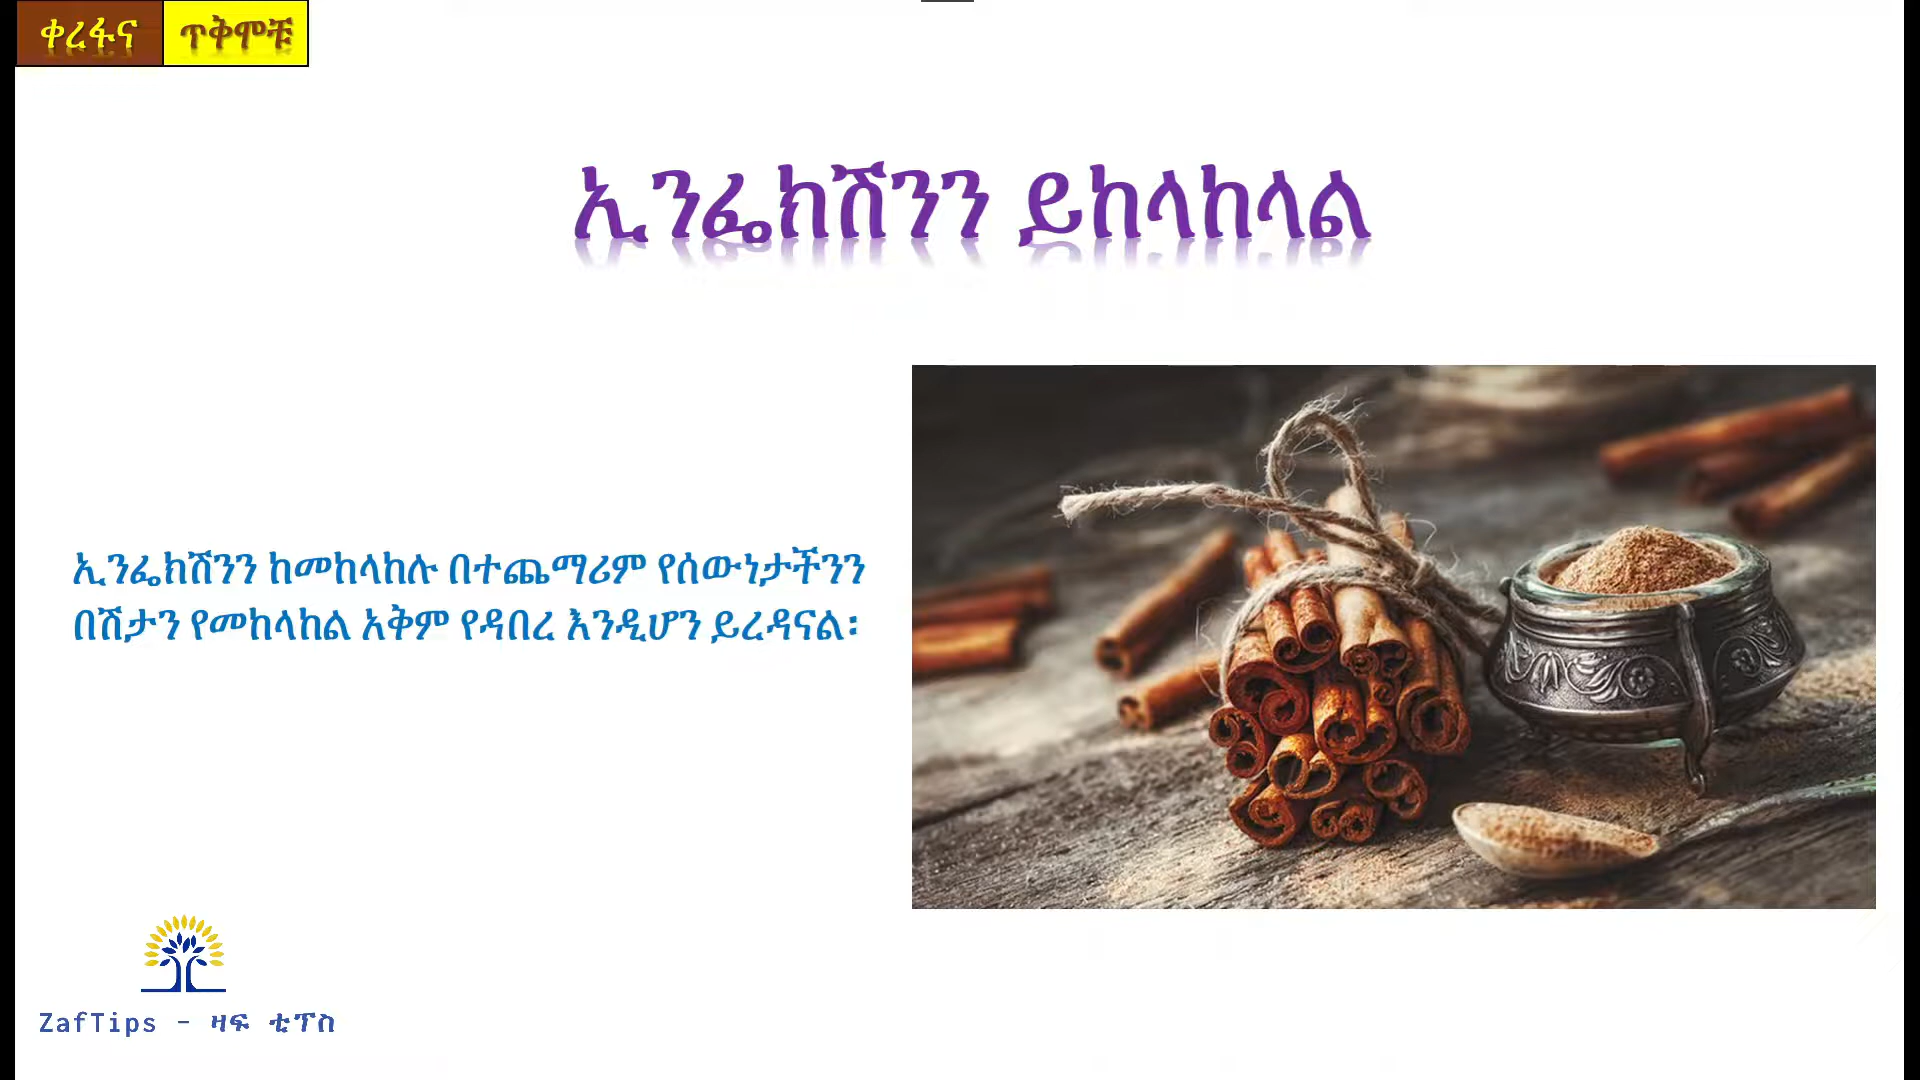 ቀረፋና ጥቅሞቹ
ኢንፌክሽንን ይከላከላል
ኢንፌክሽንን ከመከላከሉ በተጨማሪም የሰውነታችንን
በሽታን የመከላከል አቅም የዳበረ እንዲሆን ይረዳናል፡
ZafTips - ዛፍ ቲፕስ